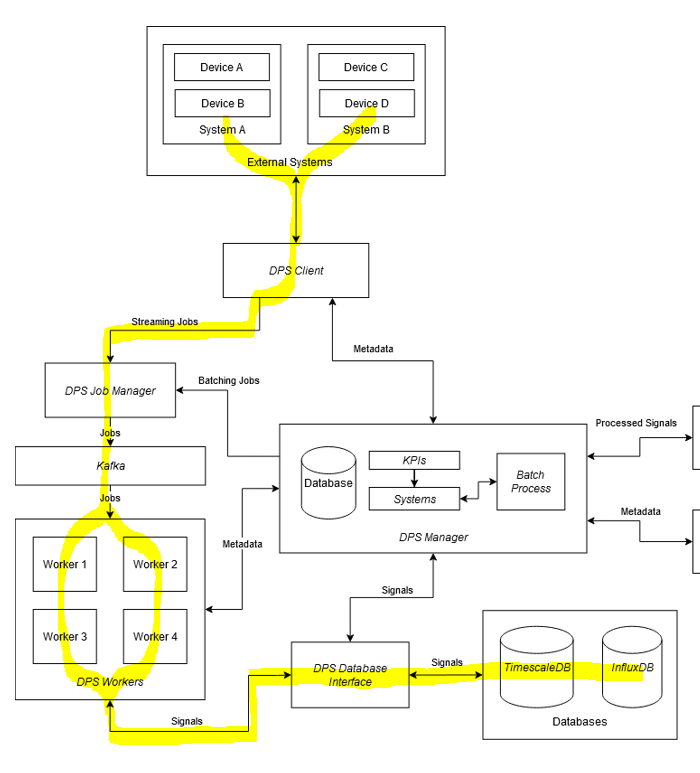 Device A
Device C
Device B
Device D
System A
System B
External Systems
DPS Client
Streaming Jobs
Metadata
DPS Job Manager
Batching Jobs
Jobs
Kafka
Jobs
Processed Signals
KPIs
Database
Systems
Batch
Process
DPS Manager
Metadata
Metadata
Worker 1
Worker 2
Worker 3
Worker 4
DPS Workers
Signals
DPS Database
Interface
Signals
TimescaleDB
InfluxDB
Databases
Signals